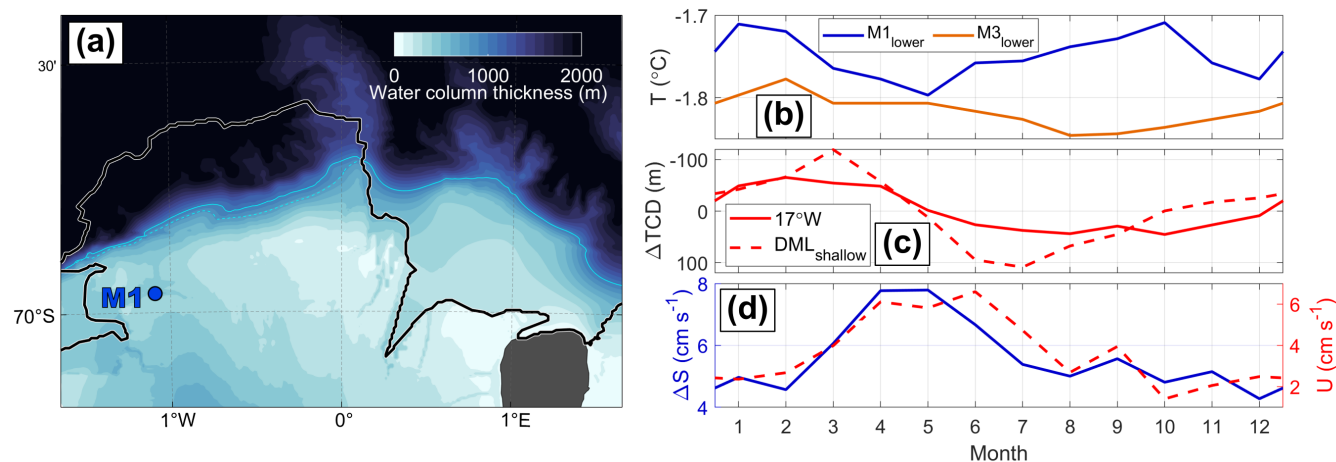 (a)
30'
0 1000 2000
Water column thickness (m)
M1
70°S
1°W 0° 1°E
-1.7
-1.8
T (°C)
M1lower M3lower
(b)
-100
0
100
ΔTCD (m)
17°W
DMLshallow
(c)
8
6
4
ΔS (cm s-1)
(d)
6
4
2
U (cm s-1)
1 2 3 4 5 6 7 8 9 10 11 12
Month